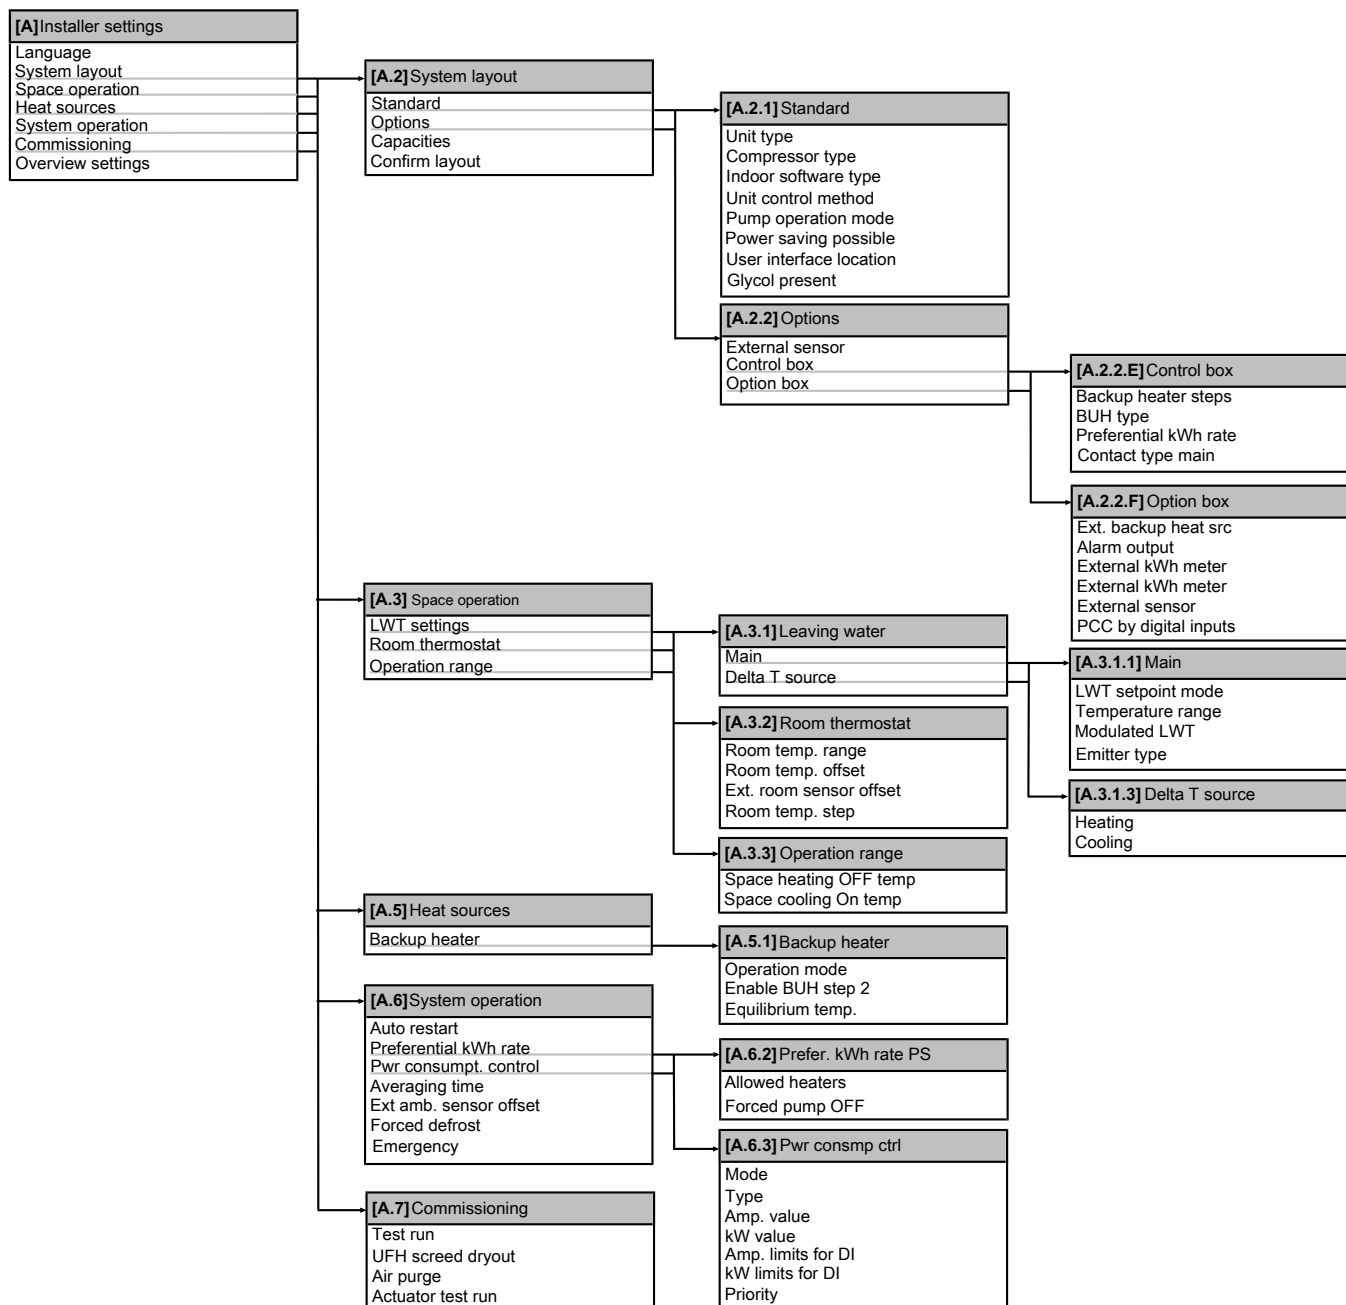 [A] Installer settings
Language
System layout
Space operation
Heat sources
System operation
Commissioning
Overview settings
[A.2] System layout
Standard
Options
Capacities
Confirm layout
[A.2.1] Standard
Unit type
Compressor type
Indoor software type
Unit control method
Pump operation mode
Power saving possible
User interface location
Glycol present
[A.2.2] Options
External sensor
Control box
Option box
[A.2.2.E] Control box
Backup heater steps
BUH type
Preferential kWh rate
Contact type main
[A.2.2.F] Option box
Ext. backup heat src
Alarm output
External kWh meter
External kWh meter
External sensor
PCC by digital inputs
[A.3] Space operation
LWT settings
Room thermostat
Operation range
[A.3.1] Leaving water
Main
Delta T source
[A.3.1.1] Main
LWT setpoint mode
Temperature range
Modulated LWT
Emitter type
[A.3.1.3] Delta T source
Heating
Cooling
[A.3.2] Room thermostat
Room temp. range
Room temp. offset
Ext. room sensor offset
Room temp. step
[A.3.3] Operation range
Space heating OFF temp
Space cooling On temp
[A.5] Heat sources
Backup heater
[A.5.1] Backup heater
Operation mode
Enable BUH step 2
Equilibrium temp.
[A.6] System operation
Auto restart
Preferential kWh rate
Pwr consumpt. control
Averaging time
Ext amb. sensor offset
Forced defrost
Emergency
[A.6.2] Prefer. kWh rate PS
Allowed heaters
Forced pump OFF
[A.6.3] Pwr consmp ctrl
Mode
Type
Amp. value
kW value
Amp. limits for DI
kW limits for DI
Priority
[A.7] Commissioning
Test run
UFH screed dryout
Air purge
Actuator test run